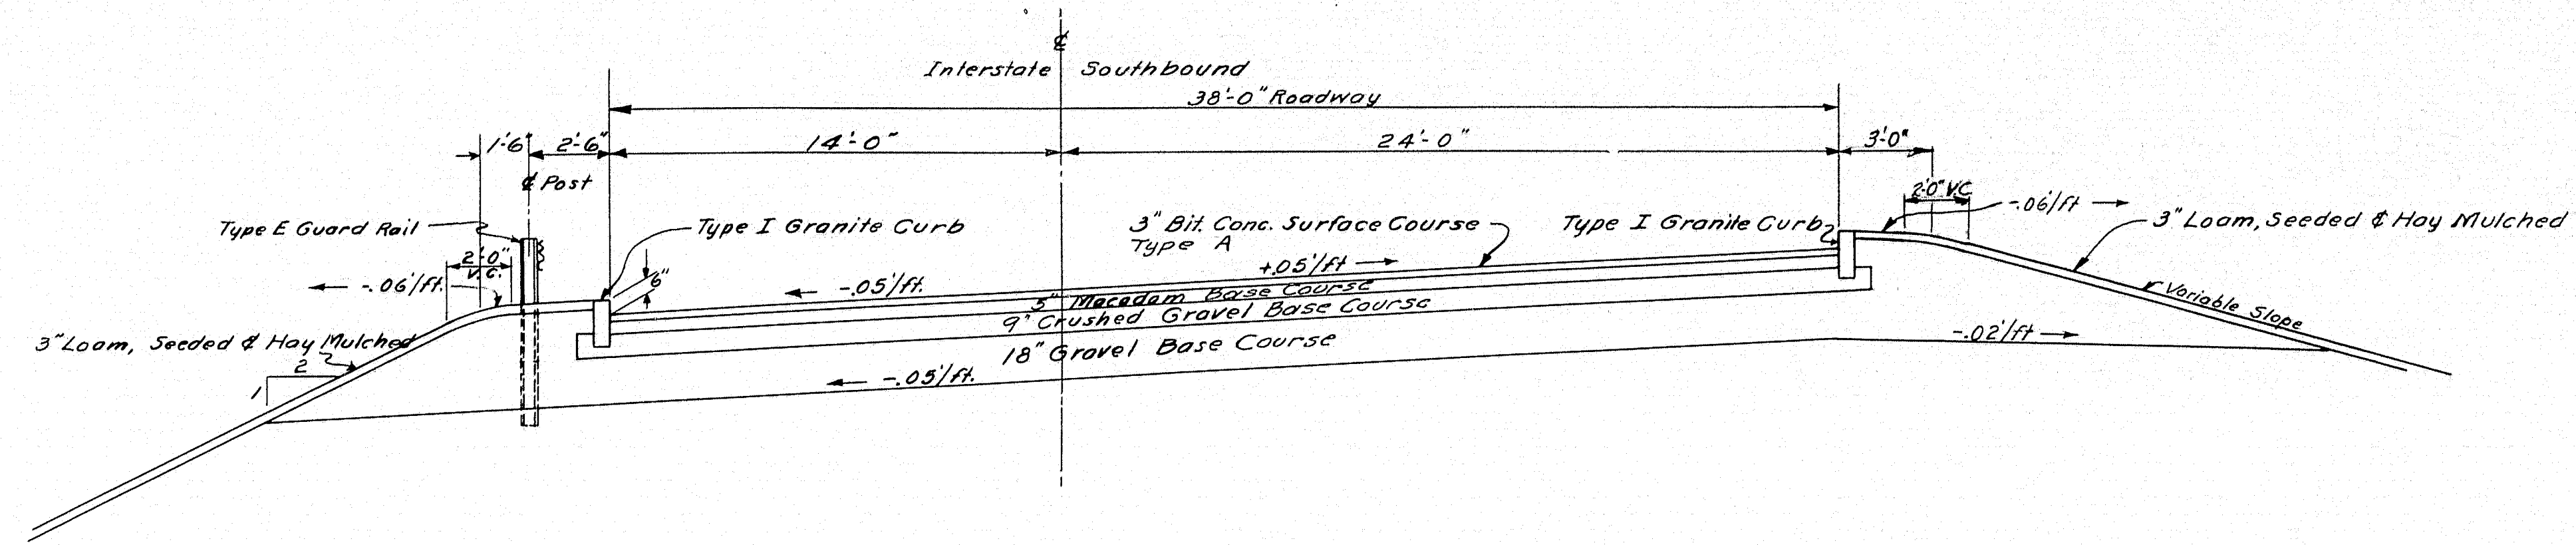 ℄
Interstate Southbound
38'-0" Roadway
1'-6" 2'-6" 14'-0" 24'-0" 3'-0"
℄ Post
2'-0" V.C.
-.06'/ft
Type E Guard Rail
Type I Granite Curb
3" Bit. Conc. Surface Course
Type A
Type I Granite Curb
3" Loam, Seeded & Hay Mulched
2'-0"
V.C.
-.06'/ft.
6"
-.05'/ft.
+.05'/ft
5" Macadam Base Course
9" Crushed Gravel Base Course
18" Gravel Base Course
Variable Slope
-.02'/ft
3" Loam, Seeded & Hay Mulched
2
1
-.05'/ft.